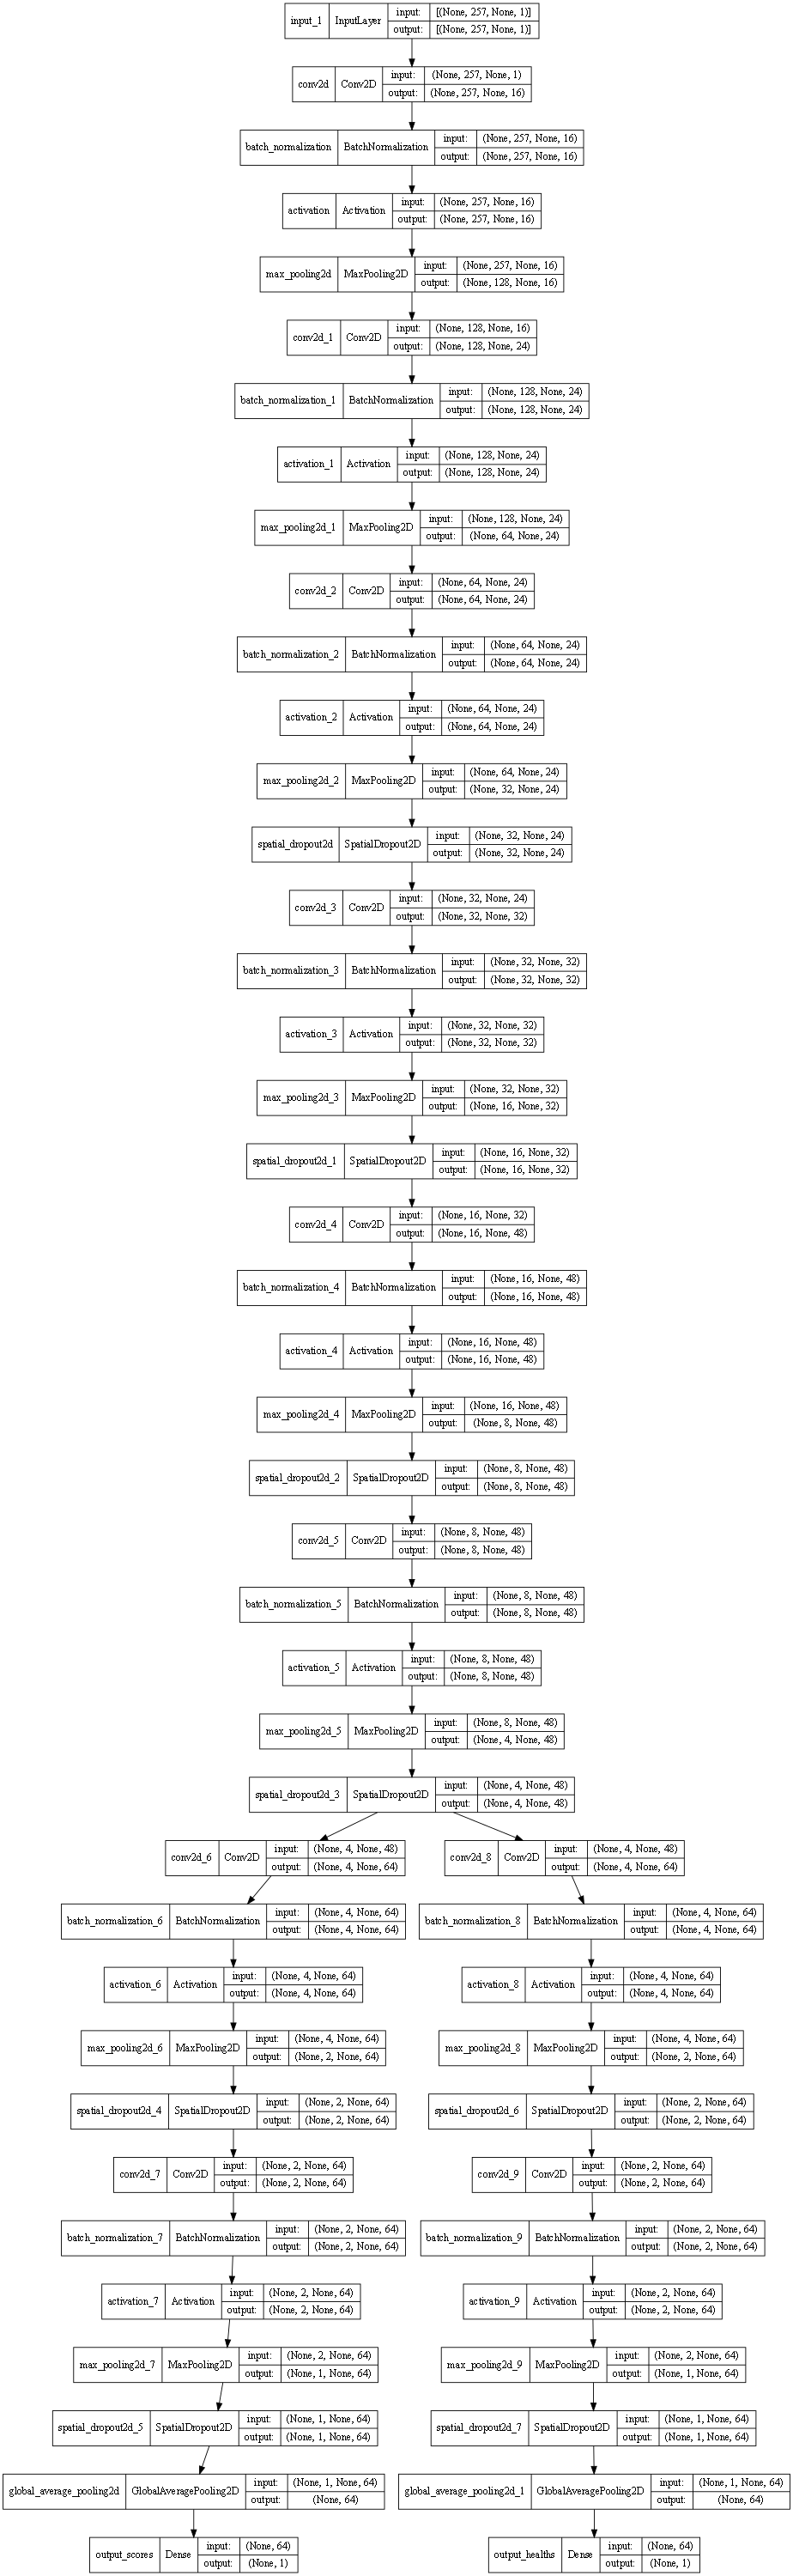 input_1 InputLayer input: [(None, 257, None, 1)]
output: [(None, 257, None, 1)]
conv2d Conv2D input: (None, 257, None, 1)
output: (None, 257, None, 16)
batch_normalization BatchNormalization input: (None, 257, None, 16)
output: (None, 257, None, 16)
activation Activation input: (None, 257, None, 16)
output: (None, 257, None, 16)
max_pooling2d MaxPooling2D input: (None, 257, None, 16)
output: (None, 128, None, 16)
conv2d_1 Conv2D input: (None, 128, None, 16)
output: (None, 128, None, 24)
batch_normalization_1 BatchNormalization input: (None, 128, None, 24)
output: (None, 128, None, 24)
activation_1 Activation input: (None, 128, None, 24)
output: (None, 128, None, 24)
max_pooling2d_1 MaxPooling2D input: (None, 128, None, 24)
output: (None, 64, None, 24)
conv2d_2 Conv2D input: (None, 64, None, 24)
output: (None, 64, None, 24)
batch_normalization_2 BatchNormalization input: (None, 64, None, 24)
output: (None, 64, None, 24)
activation_2 Activation input: (None, 64, None, 24)
output: (None, 64, None, 24)
max_pooling2d_2 MaxPooling2D input: (None, 64, None, 24)
output: (None, 32, None, 24)
spatial_dropout2d SpatialDropout2D input: (None, 32, None, 24)
output: (None, 32, None, 24)
conv2d_3 Conv2D input: (None, 32, None, 24)
output: (None, 32, None, 32)
batch_normalization_3 BatchNormalization input: (None, 32, None, 32)
output: (None, 32, None, 32)
activation_3 Activation input: (None, 32, None, 32)
output: (None, 32, None, 32)
max_pooling2d_3 MaxPooling2D input: (None, 32, None, 32)
output: (None, 16, None, 32)
spatial_dropout2d_1 SpatialDropout2D input: (None, 16, None, 32)
output: (None, 16, None, 32)
conv2d_4 Conv2D input: (None, 16, None, 32)
output: (None, 16, None, 48)
batch_normalization_4 BatchNormalization input: (None, 16, None, 48)
output: (None, 16, None, 48)
activation_4 Activation input: (None, 16, None, 48)
output: (None, 16, None, 48)
max_pooling2d_4 MaxPooling2D input: (None, 16, None, 48)
output: (None, 8, None, 48)
spatial_dropout2d_2 SpatialDropout2D input: (None, 8, None, 48)
output: (None, 8, None, 48)
conv2d_5 Conv2D input: (None, 8, None, 48)
output: (None, 8, None, 48)
batch_normalization_5 BatchNormalization input: (None, 8, None, 48)
output: (None, 8, None, 48)
activation_5 Activation input: (None, 8, None, 48)
output: (None, 8, None, 48)
max_pooling2d_5 MaxPooling2D input: (None, 8, None, 48)
output: (None, 4, None, 48)
spatial_dropout2d_3 SpatialDropout2D input: (None, 4, None, 48)
output: (None, 4, None, 48)
conv2d_6 Conv2D input: (None, 4, None, 48)
output: (None, 4, None, 64)
batch_normalization_6 BatchNormalization input: (None, 4, None, 64)
output: (None, 4, None, 64)
activation_6 Activation input: (None, 4, None, 64)
output: (None, 4, None, 64)
max_pooling2d_6 MaxPooling2D input: (None, 4, None, 64)
output: (None, 2, None, 64)
spatial_dropout2d_4 SpatialDropout2D input: (None, 2, None, 64)
output: (None, 2, None, 64)
conv2d_7 Conv2D input: (None, 2, None, 64)
output: (None, 2, None, 64)
batch_normalization_7 BatchNormalization input: (None, 2, None, 64)
output: (None, 2, None, 64)
activation_7 Activation input: (None, 2, None, 64)
output: (None, 2, None, 64)
max_pooling2d_7 MaxPooling2D input: (None, 2, None, 64)
output: (None, 1, None, 64)
spatial_dropout2d_5 SpatialDropout2D input: (None, 1, None, 64)
output: (None, 1, None, 64)
global_average_pooling2d GlobalAveragePooling2D input: (None, 1, None, 64)
output: (None, 64)
output_scores Dense input: (None, 64)
output: (None, 1)
conv2d_8 Conv2D input: (None, 4, None, 48)
output: (None, 4, None, 64)
batch_normalization_8 BatchNormalization input: (None, 4, None, 64)
output: (None, 4, None, 64)
activation_8 Activation input: (None, 4, None, 64)
output: (None, 4, None, 64)
max_pooling2d_8 MaxPooling2D input: (None, 4, None, 64)
output: (None, 2, None, 64)
spatial_dropout2d_6 SpatialDropout2D input: (None, 2, None, 64)
output: (None, 2, None, 64)
conv2d_9 Conv2D input: (None, 2, None, 64)
output: (None, 2, None, 64)
batch_normalization_9 BatchNormalization input: (None, 2, None, 64)
output: (None, 2, None, 64)
activation_9 Activation input: (None, 2, None, 64)
output: (None, 2, None, 64)
max_pooling2d_9 MaxPooling2D input: (None, 2, None, 64)
output: (None, 1, None, 64)
spatial_dropout2d_7 SpatialDropout2D input: (None, 1, None, 64)
output: (None, 1, None, 64)
global_average_pooling2d_1 GlobalAveragePooling2D input: (None, 1, None, 64)
output: (None, 64)
output_healths Dense input: (None, 64)
output: (None, 1)